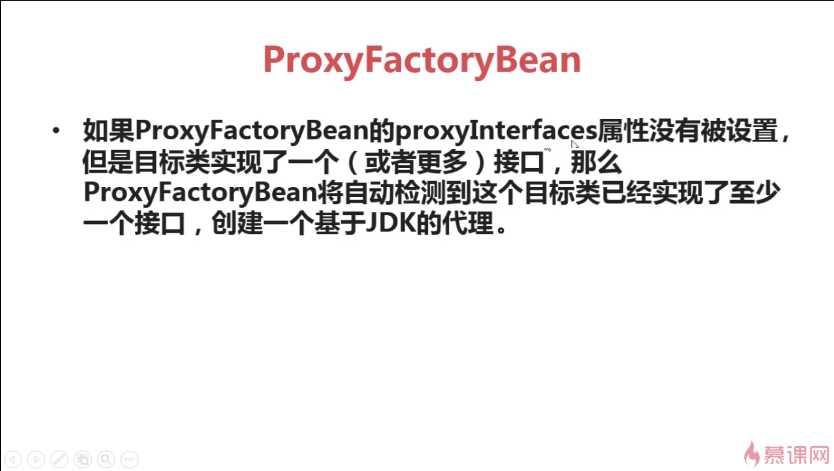 ProxyFactoryBean
• 如果ProxyFactoryBean的proxyInterfaces属性没有被设置，
但是目标类实现了一个（或者更多）接口，那么
ProxyFactoryBean将自动检测到这个目标类已经实现了至少
一个接口，创建一个基于JDK的代理。
慕课网